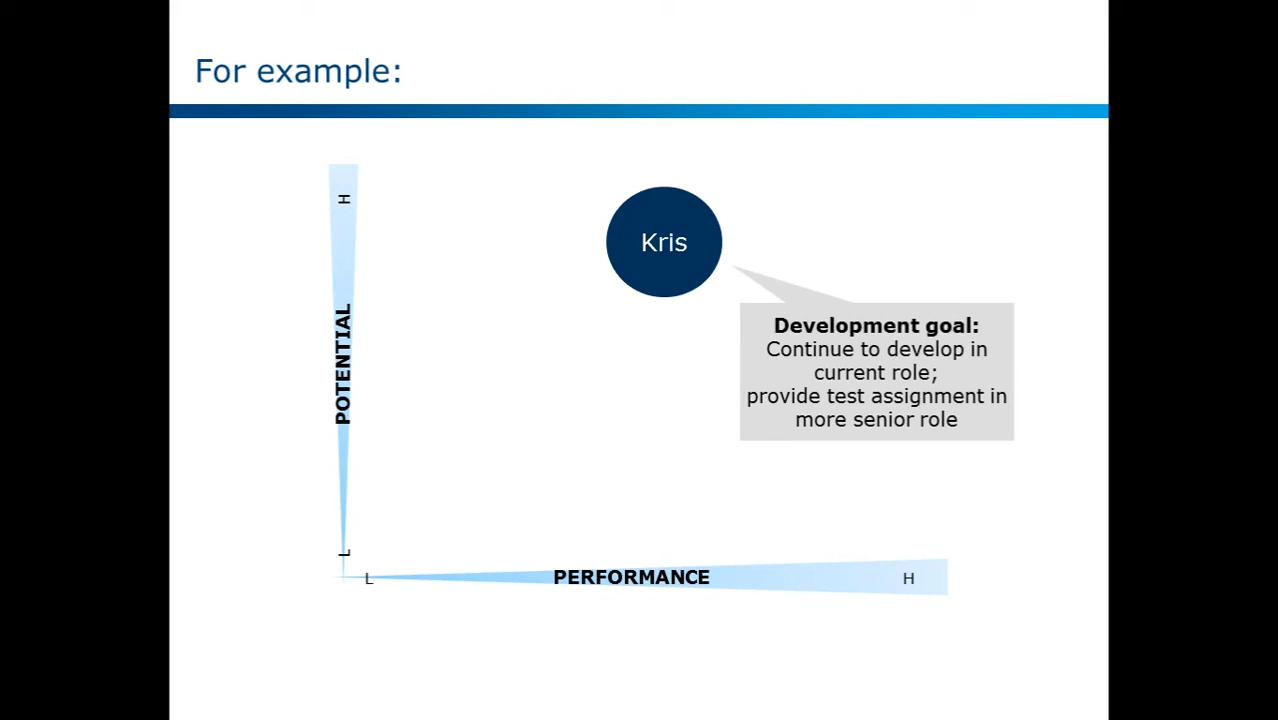 For example:
H
Kris
POTENTIAL
Development goal:
Continue to develop in
current role;
provide test assignment in
more senior role
L
L
PERFORMANCE
H